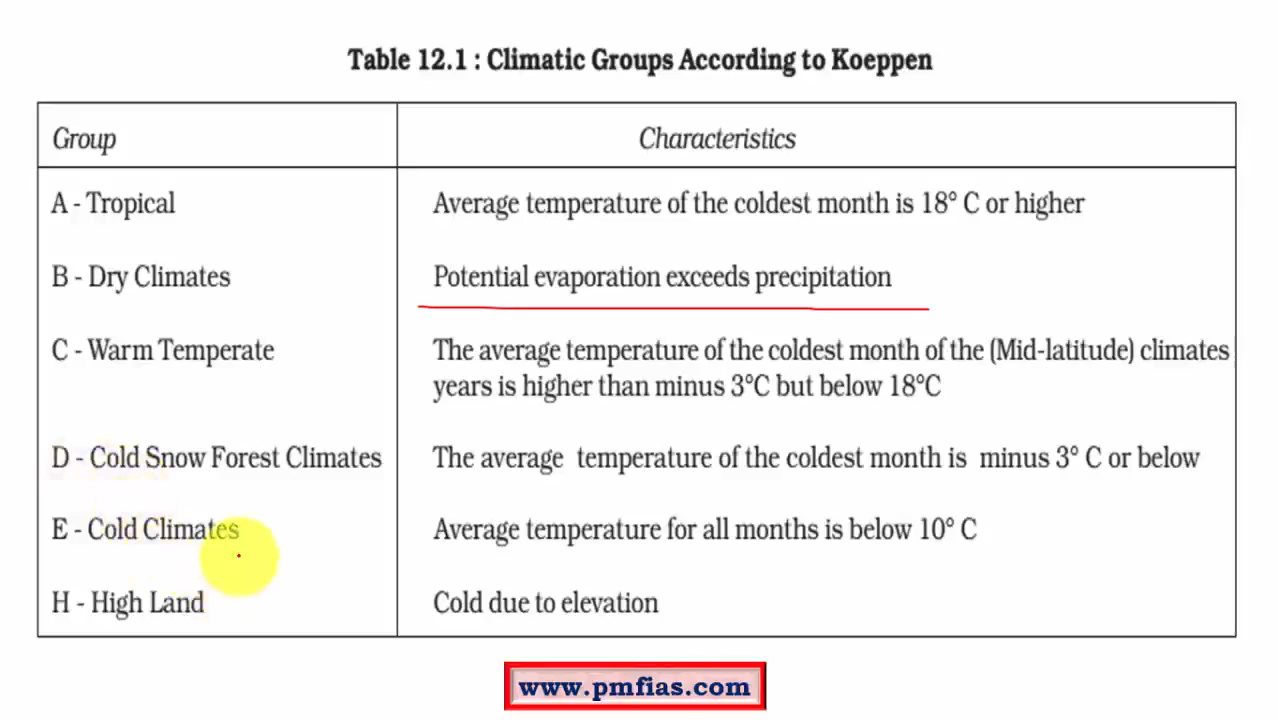 Table 12.1 : Climatic Groups According to Koeppen
Group Characteristics
A - Tropical Average temperature of the coldest month is 18° C or higher
B - Dry Climates Potential evaporation exceeds precipitation
C - Warm Temperate The average temperature of the coldest month of the (Mid-latitude) climates
years is higher than minus 3°C but below 18°C
D - Cold Snow Forest Climates The average temperature of the coldest month is minus 3° C or below
E - Cold Climates Average temperature for all months is below 10° C
H - High Land Cold due to elevation
www.pmfias.com